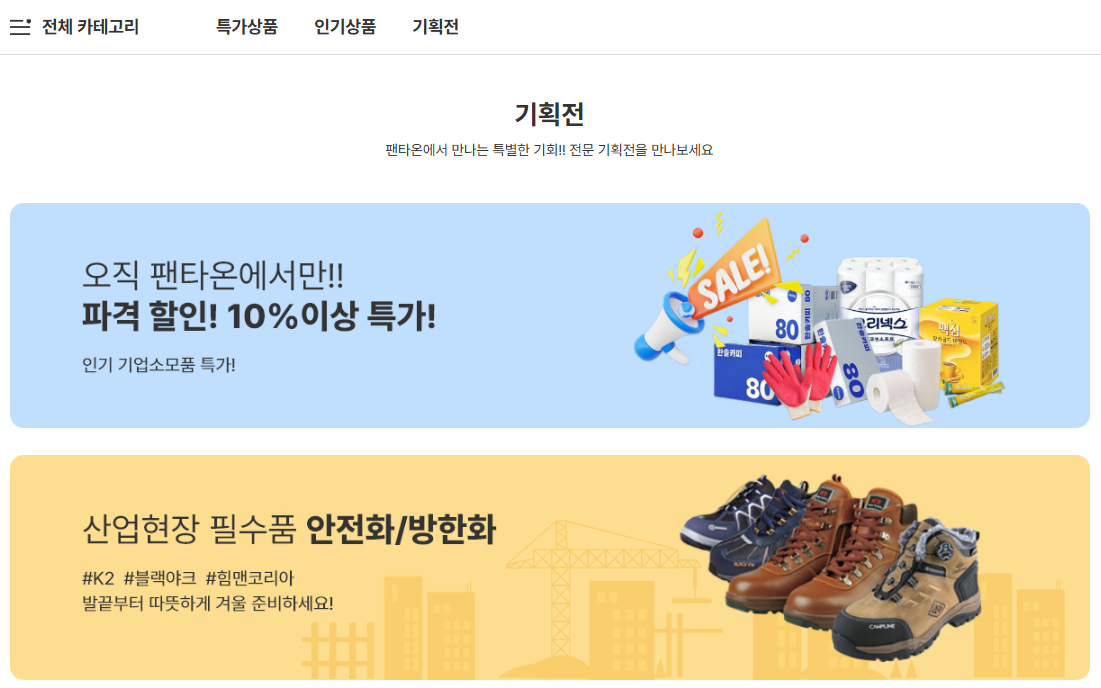 전체 카테고리
특가상품
인기상품
기획전
기획전
팬타온에서 만나는 특별한 기회!! 전문 기획전을 만나보세요
오직 팬타온에서만!!
파격 할인! 10%이상 특가!
인기 기업소모품 특가!
SALE!
80
80
한솔카피
80
80
맥심
산업현장 필수품 안전화/방한화
#K2 #블랙야크 #힘맨코리아
발끝부터 따뜻하게 겨울 준비하세요!
CAMPLINE